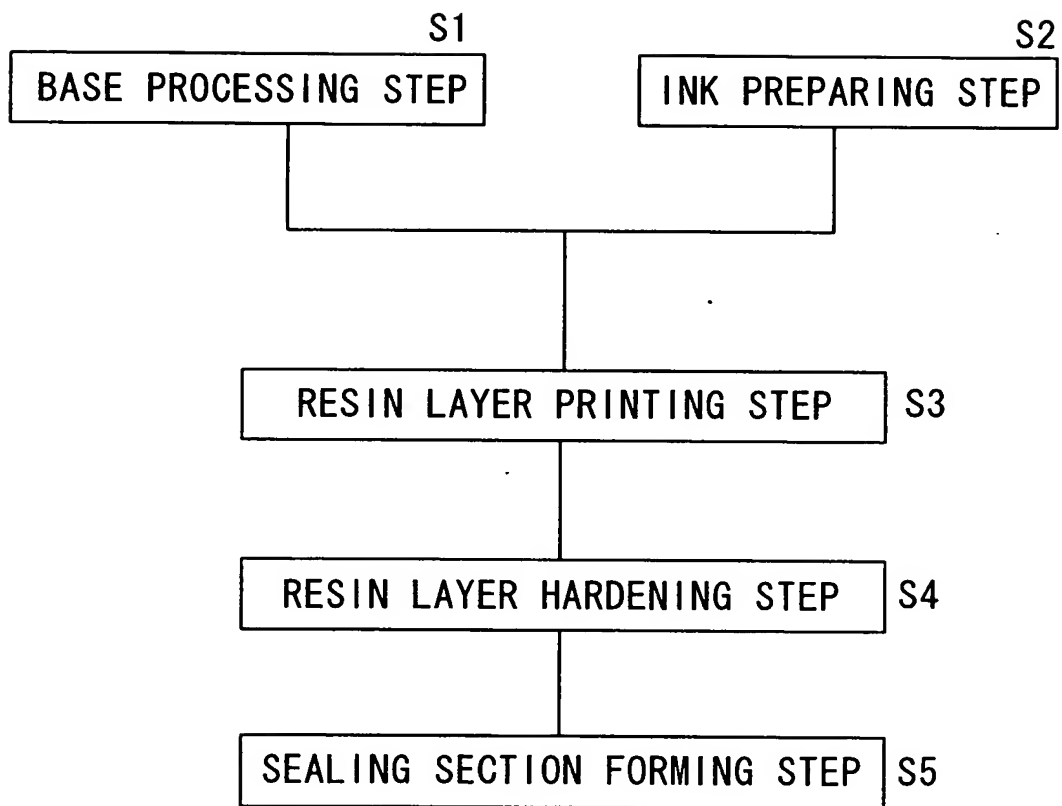 S1
BASE PROCESSING STEP
S2
INK PREPARING STEP
RESIN LAYER PRINTING STEP S3
RESIN LAYER HARDENING STEP S4
SEALING SECTION FORMING STEP S5